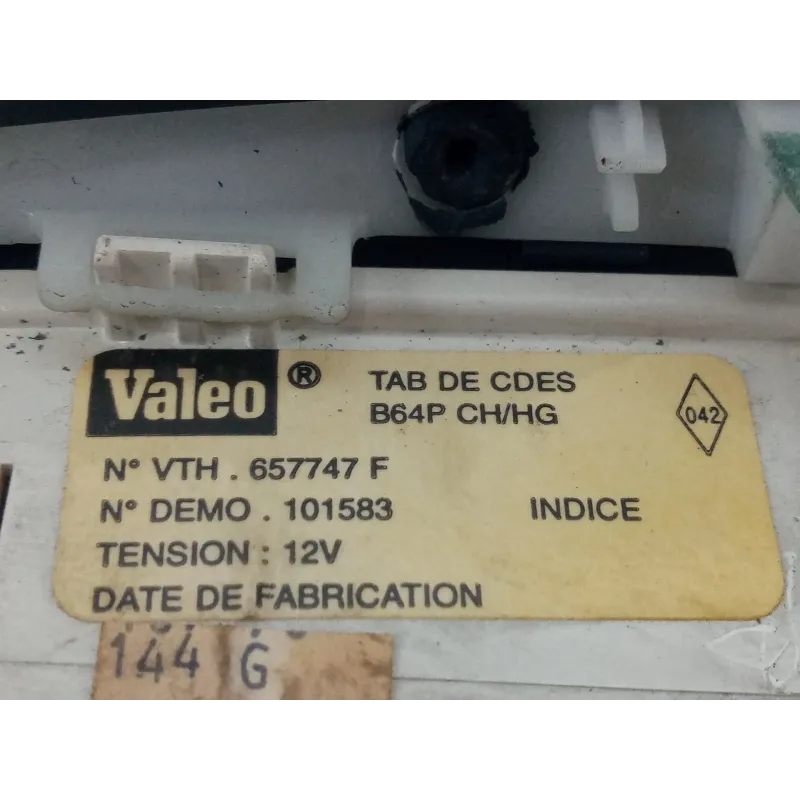 Valeo ® TAB DE CDES
B64P CH/HG
042
N° VTH . 657747 F
N° DEMO . 101583 INDICE
TENSION : 12V
DATE DE FABRICATION
144 G